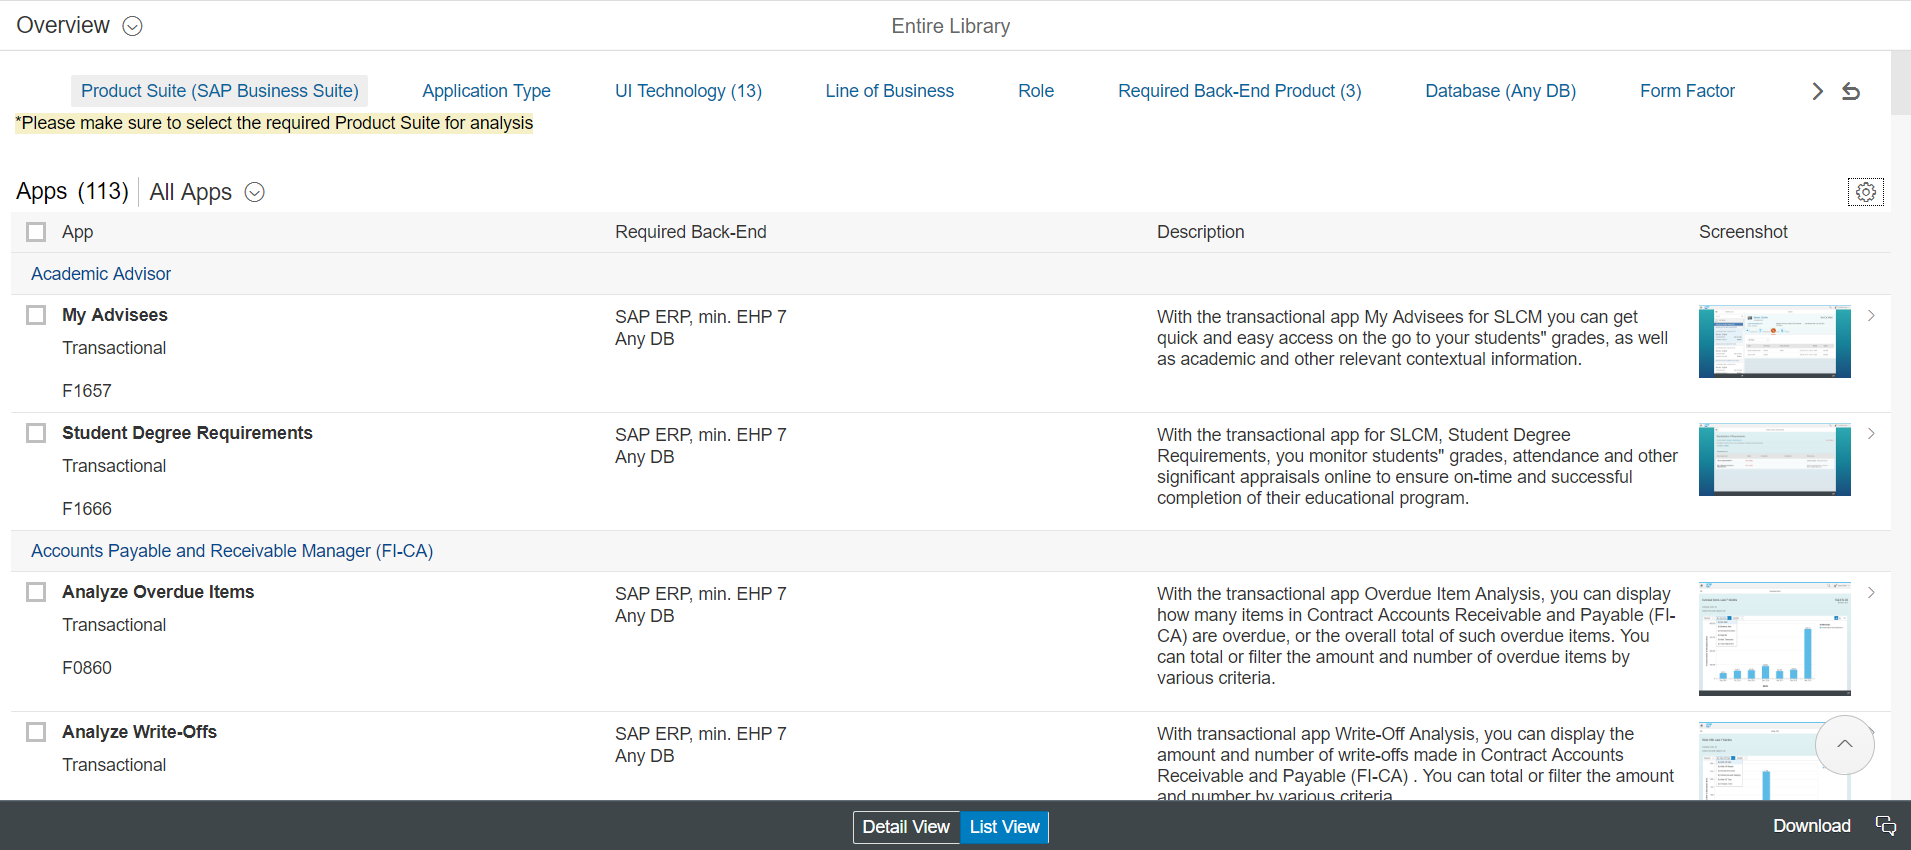 Overview
Entire Library
Product Suite (SAP Business Suite) Application Type UI Technology (13) Line of Business Role Required Back-End Product (3) Database (Any DB) Form Factor
*Please make sure to select the required Product Suite for analysis
Apps (113) All Apps
App Required Back-End Description Screenshot
Academic Advisor
My Advisees
Transactional
F1657
SAP ERP, min. EHP 7
Any DB
With the transactional app My Advisees for SLCM you can get
quick and easy access on the go to your students" grades, as well
as academic and other relevant contextual information.
Student Degree Requirements
Transactional
F1666
SAP ERP, min. EHP 7
Any DB
With the transactional app for SLCM, Student Degree
Requirements, you monitor students" grades, attendance and other
significant appraisals online to ensure on-time and successful
completion of their educational program.
Accounts Payable and Receivable Manager (FI-CA)
Analyze Overdue Items
Transactional
F0860
SAP ERP, min. EHP 7
Any DB
With the transactional app Overdue Item Analysis, you can display
how many items in Contract Accounts Receivable and Payable (FI-
CA) are overdue, or the overall total of such overdue items. You
can total or filter the amount and number of overdue items by
various criteria.
Analyze Write-Offs
Transactional
SAP ERP, min. EHP 7
Any DB
With transactional app Write-Off Analysis, you can display the
amount and number of write-offs made in Contract Accounts
Receivable and Payable (FI-CA) . You can total or filter the amount
and number by various criteria.
Detail View List View
Download